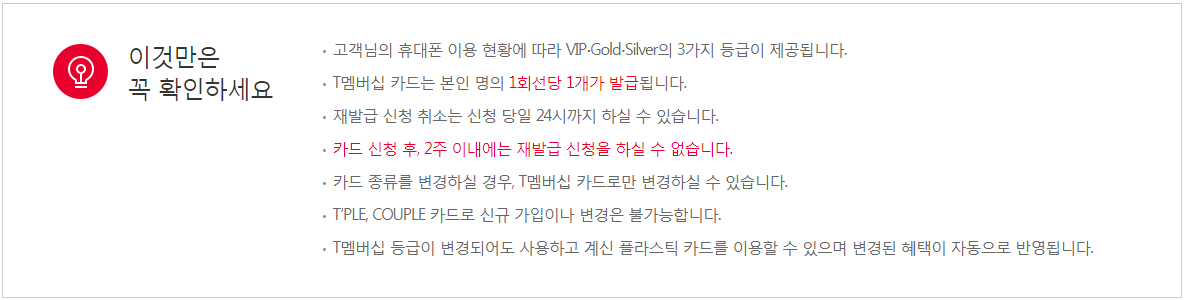 이것만은
꼭 확인하세요
· 고객님의 휴대폰 이용 현황에 따라 VIP·Gold·Silver의 3가지 등급이 제공됩니다.
· T멤버십 카드는 본인 명의 1회선당 1개가 발급됩니다.
· 재발급 신청 취소는 신청 당일 24시까지 하실 수 있습니다.
· 카드 신청 후, 2주 이내에는 재발급 신청을 하실 수 없습니다.
· 카드 종류를 변경하실 경우, T멤버십 카드로만 변경하실 수 있습니다.
· T'PLE, COUPLE 카드로 신규 가입이나 변경은 불가능합니다.
· T멤버십 등급이 변경되어도 사용하고 계신 플라스틱 카드를 이용할 수 있으며 변경된 혜택이 자동으로 반영됩니다.